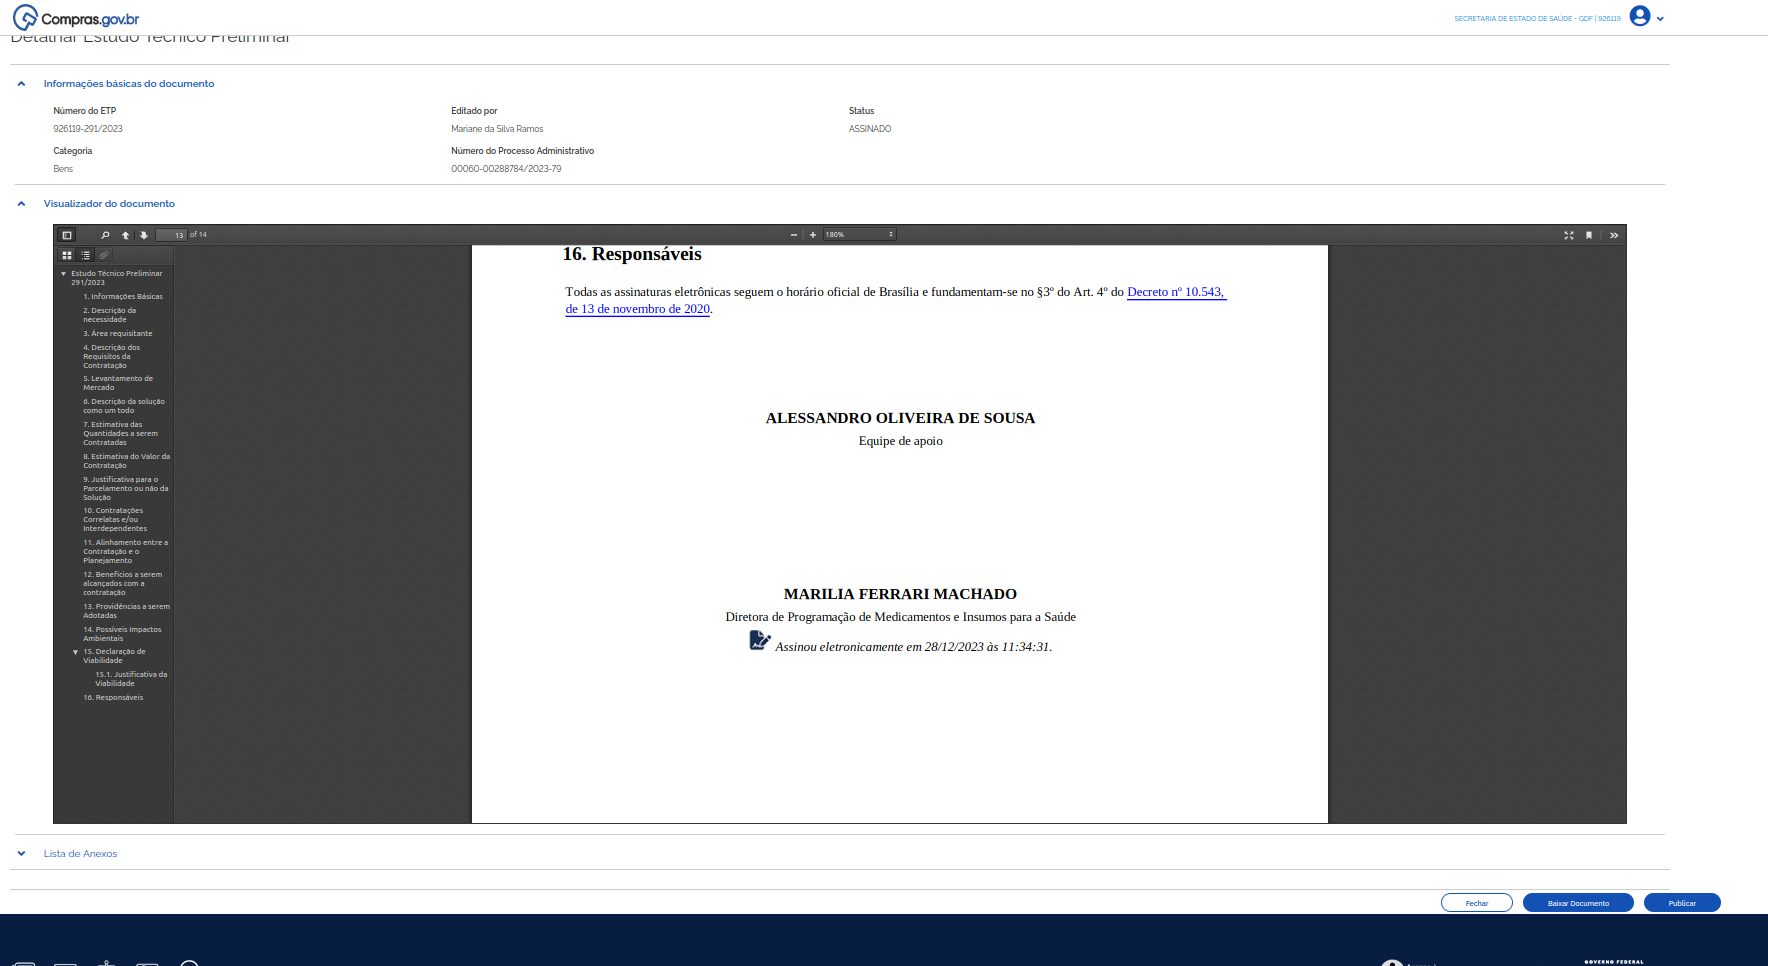 Compras.gov.br
SECRETARIA DE ESTADO DE SAÚDE - GDF | 926119
Detalhar Estudo Técnico Preliminar
Informações básicas do documento
Número do ETP
926119-291/2023
Editado por
Mariane da Silva Ramos
Status
ASSINADO
Categoria
Bens
Número do Processo Administrativo
00060-00288784/2023-79
Visualizador do documento
13 of 14
180%
Estudo Técnico Preliminar
291/2023
1. Informações Básicas
2. Descrição da
necessidade
3. Área requisitante
4. Descrição dos
Requisitos da
Contratação
5. Levantamento de
Mercado
6. Descrição da solução
como um todo
7. Estimativa das
Quantidades a serem
Contratadas
8. Estimativa do Valor da
Contratação
9. Justificativa para o
Parcelamento ou não da
Solução
10. Contratações
Correlatas e/ou
Interdependentes
11. Alinhamento entre a
Contratação e o
Planejamento
12. Benefícios a serem
alcançados com a
contratação
13. Providências a serem
Adotadas
14. Possíveis Impactos
Ambientais
15. Declaração de
Viabilidade
15.1. Justificativa da
Viabilidade
16. Responsáveis
16. Responsáveis
Todas as assinaturas eletrônicas seguem o horário oficial de Brasília e fundamentam-se no §3º do Art. 4º do Decreto nº 10.543,
de 13 de novembro de 2020.
ALESSANDRO OLIVEIRA DE SOUSA
Equipe de apoio
MARILIA FERRARI MACHADO
Diretora de Programação de Medicamentos e Insumos para a Saúde
Assinou eletronicamente em 28/12/2023 às 11:34:31.
Lista de Anexos
Fechar
Baixar Documento
Publicar
GOVERNO FEDERAL